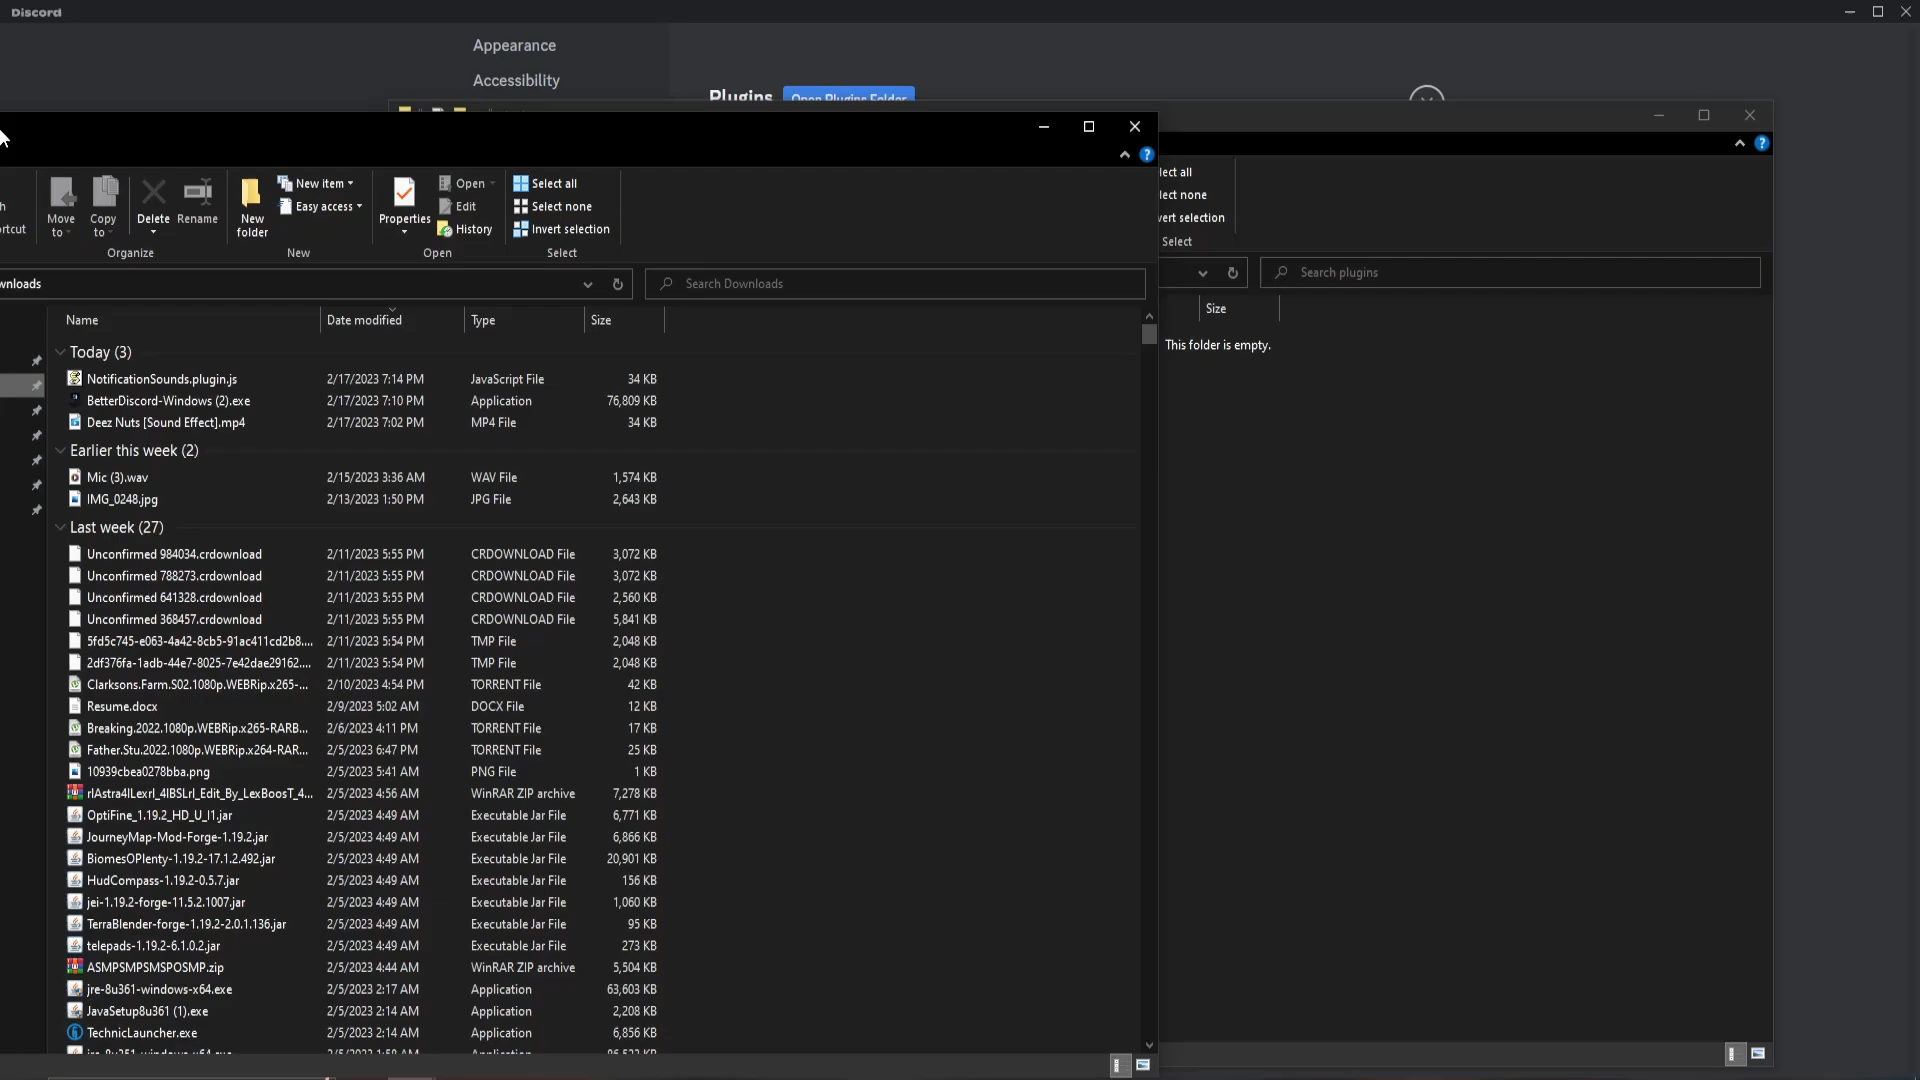 Discord
Appearance
Accessibility
Plugins
Open Plugins Folder
Move to
Copy to
Delete
Rename
Organize
New folder
New item
Easy access
New
Properties
Open
Edit
History
Open
Select all
Select none
Invert selection
Select
lect all
lect none
vert selection
Select
rtcut
wnloads
Search Downloads
Search plugins
Name Date modified Type Size
Size
This folder is empty.
Today (3)
NotificationSounds.plugin.js 2/17/2023 7:14 PM JavaScript File 34 KB
BetterDiscord-Windows (2).exe 2/17/2023 7:10 PM Application 76,809 KB
Deez Nuts [Sound Effect].mp4 2/17/2023 7:02 PM MP4 File 34 KB
Earlier this week (2)
Mic (3).wav 2/15/2023 3:36 AM WAV File 1,574 KB
IMG_0248.jpg 2/13/2023 1:50 PM JPG File 2,643 KB
Last week (27)
Unconfirmed 984034.crdownload 2/11/2023 5:55 PM CRDOWNLOAD File 3,072 KB
Unconfirmed 788273.crdownload 2/11/2023 5:55 PM CRDOWNLOAD File 3,072 KB
Unconfirmed 641328.crdownload 2/11/2023 5:55 PM CRDOWNLOAD File 2,560 KB
Unconfirmed 368457.crdownload 2/11/2023 5:55 PM CRDOWNLOAD File 5,841 KB
5fd5c745-e063-4a42-8cb5-91ac411cd2b8.... 2/11/2023 5:54 PM TMP File 2,048 KB
2df376fa-1adb-44e7-8025-7e42dae29162.... 2/11/2023 5:54 PM TMP File 2,048 KB
Clarksons.Farm.S02.1080p.WEBRip.x265-... 2/10/2023 4:54 PM TORRENT File 42 KB
Resume.docx 2/9/2023 5:02 AM DOCX File 12 KB
Breaking.2022.1080p.WEBRip.x265-RARB... 2/6/2023 4:11 PM TORRENT File 17 KB
Father.Stu.2022.1080p.WEBRip.x264-RAR... 2/5/2023 6:47 PM TORRENT File 25 KB
10939cbea0278bba.png 2/5/2023 5:41 AM PNG File 1 KB
rlAstra4lLexrl_4lBSLrl_Edit_By_LexBoosT_4... 2/5/2023 4:56 AM WinRAR ZIP archive 7,278 KB
OptiFine_1.19.2_HD_U_I1.jar 2/5/2023 4:49 AM Executable Jar File 6,771 KB
JourneyMap-Mod-Forge-1.19.2.jar 2/5/2023 4:49 AM Executable Jar File 6,866 KB
BiomesOPlenty-1.19.2-17.1.2.492.jar 2/5/2023 4:49 AM Executable Jar File 20,901 KB
HudCompass-1.19.2-0.5.7.jar 2/5/2023 4:49 AM Executable Jar File 156 KB
jei-1.19.2-forge-11.5.2.1007.jar 2/5/2023 4:49 AM Executable Jar File 1,060 KB
TerraBlender-forge-1.19.2-2.0.1.136.jar 2/5/2023 4:49 AM Executable Jar File 95 KB
telepads-1.19.2-6.1.0.2.jar 2/5/2023 4:49 AM Executable Jar File 273 KB
ASMPSMPSMSPOSMP.zip 2/5/2023 4:44 AM WinRAR ZIP archive 5,504 KB
jre-8u361-windows-x64.exe 2/5/2023 2:17 AM Application 63,603 KB
JavaSetup8u361 (1).exe 2/5/2023 2:14 AM Application 2,208 KB
TechnicLauncher.exe 2/5/2023 2:14 AM Application 6,856 KB